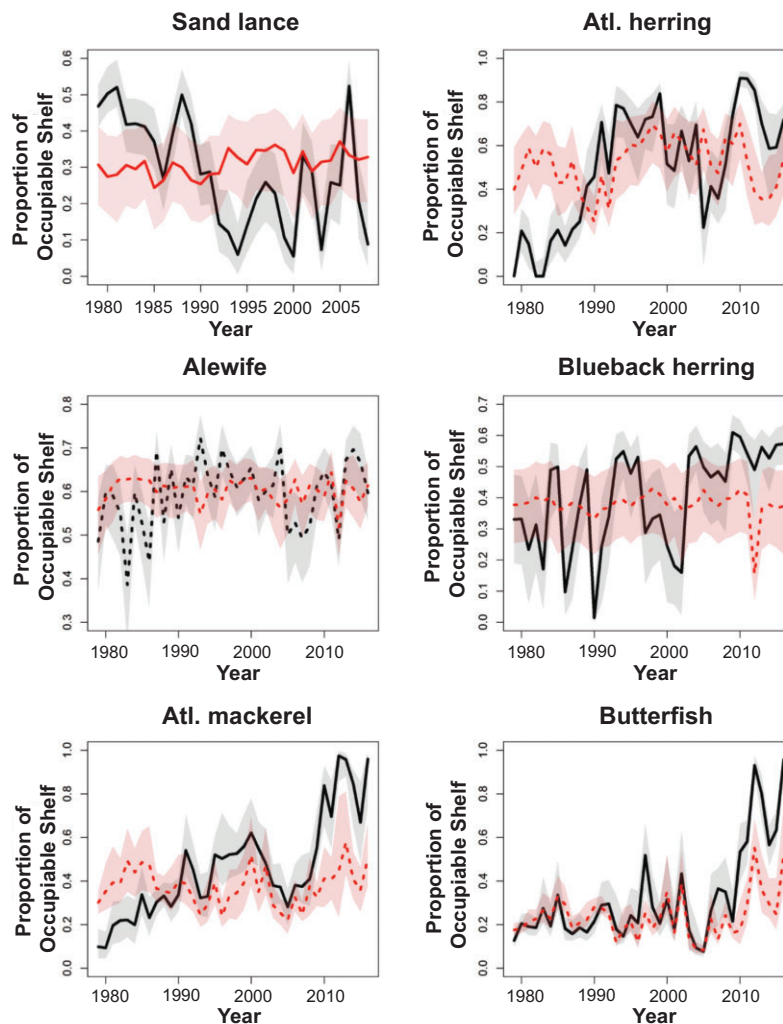 Sand lance
Proportion of
Occupiable Shelf
0.6
0.5
0.4
0.3
0.2
0.1
0.0
1980 1985 1990 1995 2000 2005
Year
Atl. herring
Proportion of
Occupiable Shelf
1.0
0.8
0.6
0.4
0.2
0.0
1990 2000 2010
Year
Alewife
Proportion of
Occupiable Shelf
0.8
0.7
0.6
0.5
0.4
0.3
1980 1990 2000 2010
Year
Blueback herring
Proportion of
Occupiable Shelf
0.7
0.6
0.5
0.4
0.3
0.2
0.1
0.0
1980 1990 2000 2010
Year
Atl. mackerel
Proportion of
Occupiable Shelf
1.0
0.8
0.6
0.4
0.2
0.0
1980 1990 2000 2010
Year
Butterfish
Proportion of
Occupiable Shelf
1.0
0.8
0.6
0.4
0.2
0.0
1980 1990 2000 2010
Year